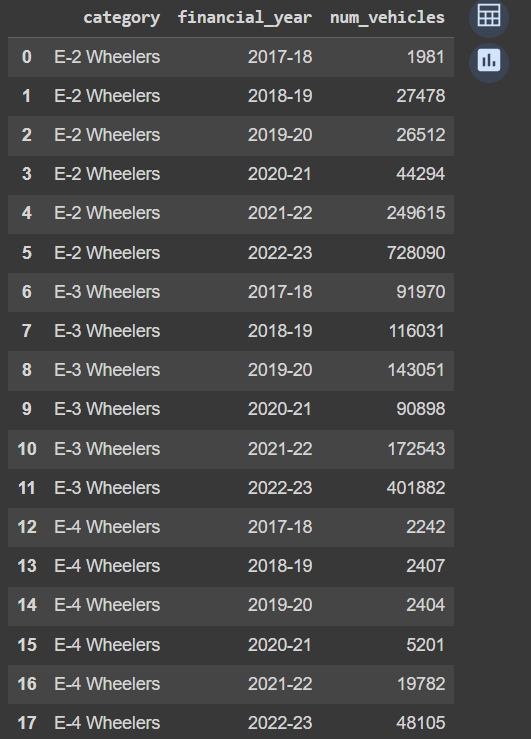 category financial_year num_vehicles
0 E-2 Wheelers 2017-18 1981
1 E-2 Wheelers 2018-19 27478
2 E-2 Wheelers 2019-20 26512
3 E-2 Wheelers 2020-21 44294
4 E-2 Wheelers 2021-22 249615
5 E-2 Wheelers 2022-23 728090
6 E-3 Wheelers 2017-18 91970
7 E-3 Wheelers 2018-19 116031
8 E-3 Wheelers 2019-20 143051
9 E-3 Wheelers 2020-21 90898
10 E-3 Wheelers 2021-22 172543
11 E-3 Wheelers 2022-23 401882
12 E-4 Wheelers 2017-18 2242
13 E-4 Wheelers 2018-19 2407
14 E-4 Wheelers 2019-20 2404
15 E-4 Wheelers 2020-21 5201
16 E-4 Wheelers 2021-22 19782
17 E-4 Wheelers 2022-23 48105